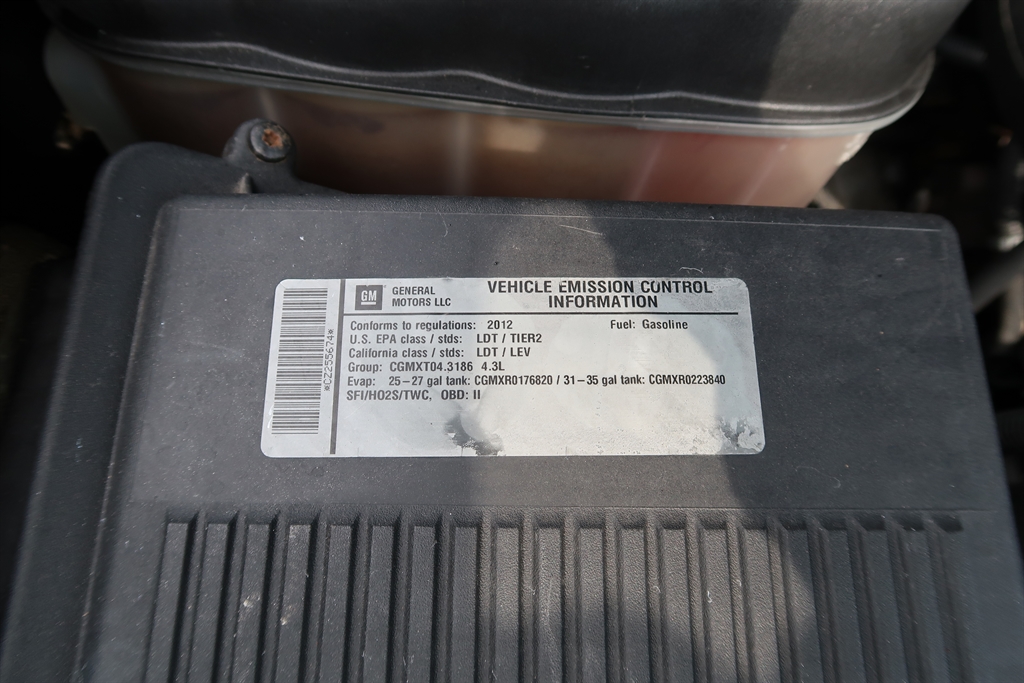 *CZ255674*
GM
GENERAL
MOTORS LLC
VEHICLE EMISSION CONTROL
INFORMATION
Conforms to regulations: 2012 Fuel: Gasoline
U.S. EPA class / stds: LDT / TIER2
California class / stds: LDT / LEV
Group: CGMXT04.3186 4.3L
Evap: 25–27 gal tank: CGMXR0176820 / 31–35 gal tank: CGMXR0223840
SFI/HO2S/TWC, OBD: II